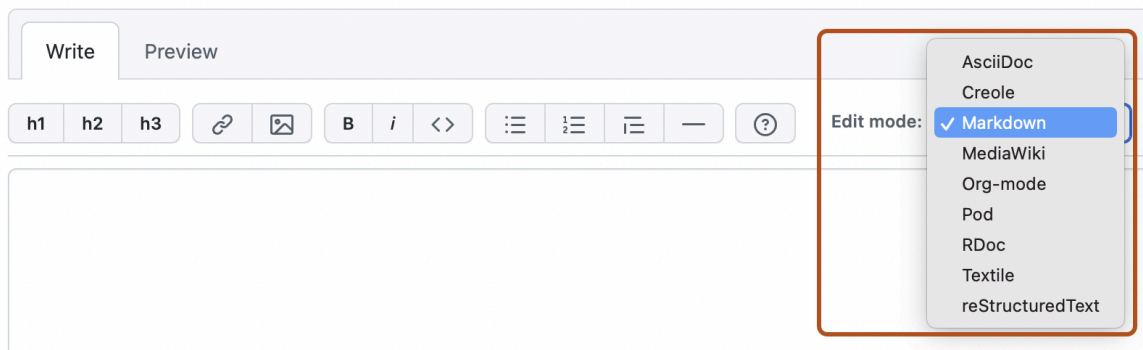 Write Preview
h1 h2 h3 B i Edit mode:
AsciiDoc
Creole
✓ Markdown
MediaWiki
Org-mode
Pod
RDoc
Textile
reStructuredText